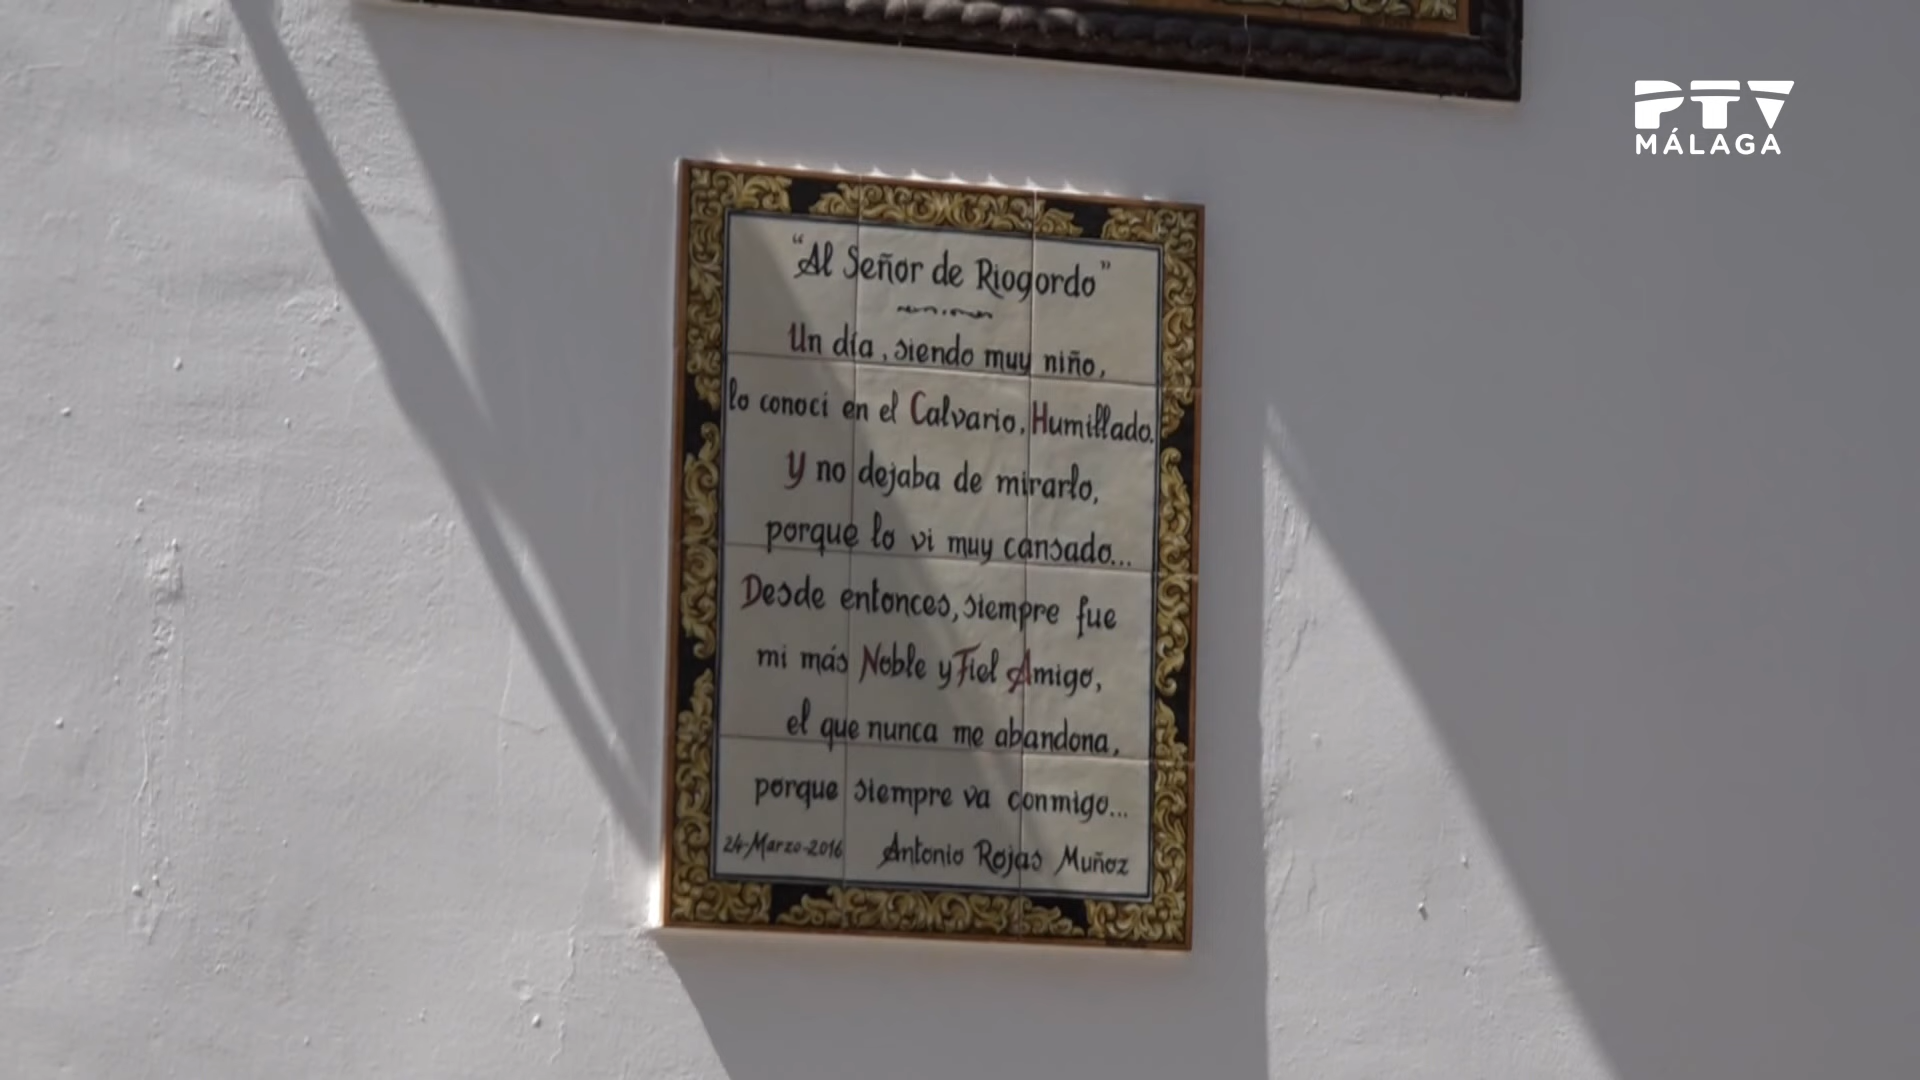 PTV
MÁLAGA
"Al Señor de Riogordo"
Un día, siendo muy niño,
lo conocí en el Calvario, Humillado.
Y no dejaba de mirarlo,
porque lo vi muy cansado...
Desde entonces, siempre fue
mi más Noble y Fiel Amigo,
el que nunca me abandona,
porque siempre va conmigo...
24-Marzo-2016 Antonio Rojas Muñoz